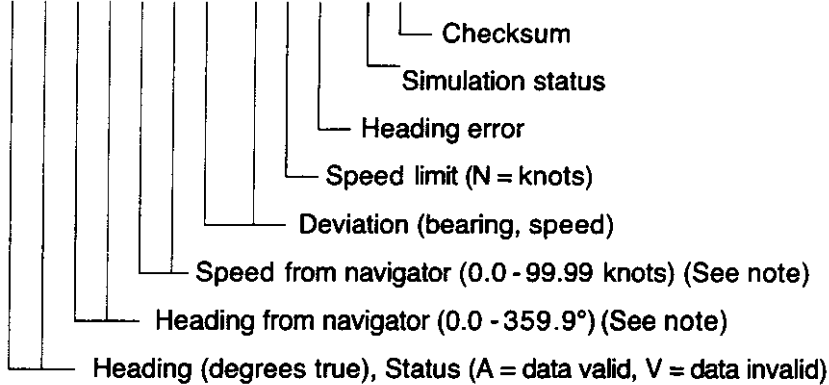 Checksum
Simulation status
Heading error
Speed limit (N = knots)
Deviation (bearing, speed)
Speed from navigator (0.0 - 99.99 knots) (See note)
Heading from navigator (0.0 - 359.9°) (See note)
Heading (degrees true), Status (A = data valid, V = data invalid)